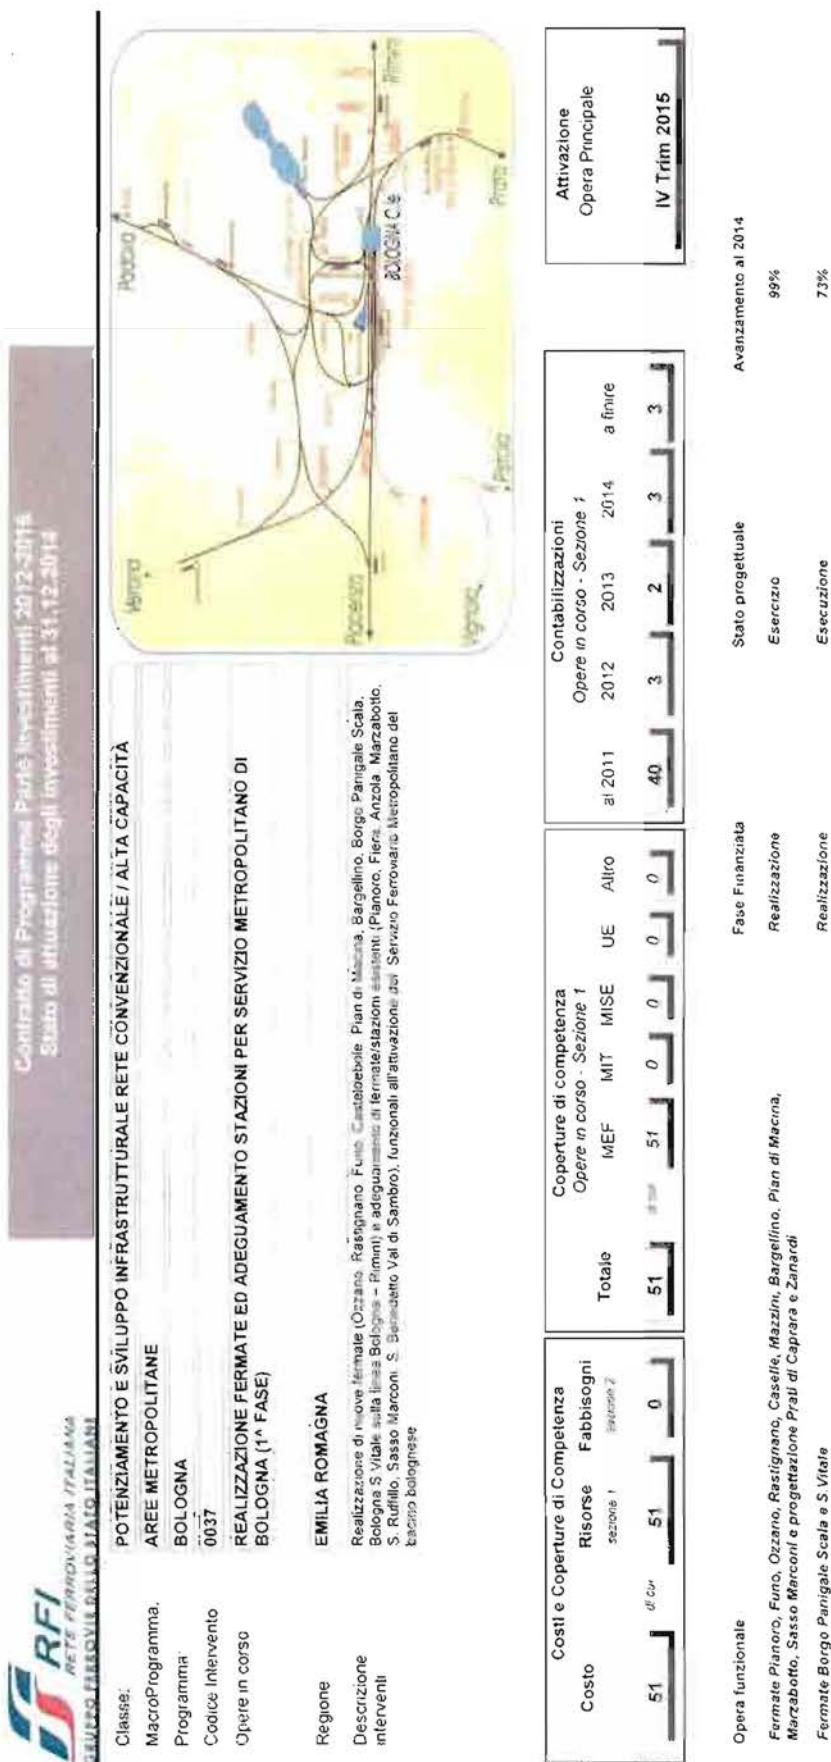 RFI
RETE FERROVIARIA ITALIANA
GRUPPO FERROVIE DELLO STATO ITALIANE
Contratto di Programma Parte Investimenti 2012-2016
Stato di attuazione degli investimenti al 31.12.2014
Classe: POTENZIAMENTO E SVILUPPO INFRASTRUTTURALE RETE CONVENZIONALE / ALTA CAPACITÀ
MacroProgramma. AREE METROPOLITANE
Programma: BOLOGNA
Codice Intervento 0037
Opere in corso REALIZZAZIONE FERMATE ED ADEGUAMENTO STAZIONI PER SERVIZIO METROPOLITANO DI
BOLOGNA (1^ FASE)
Regione EMILIA ROMAGNA
Descrizione interventi
Realizzazione di nuove fermate (Ozzano, Rastignano, Funo, Casteldebole, Pian di Macina, Bargellino, Borgo Panigale Scala,
Bologna S.Vitale sulla linea Bologna – Rimini) e adeguamento di fermate/stazioni esistenti (Pianoro, Fiera, Anzola, Marzabotto,
S. Ruffillo, Sasso Marconi, S. Benedetto Val di Sambro), funzionali all'attivazione del Servizio Ferroviario Metropolitano del
bacino bolognese
Verona
Padova
Piacenza
Rimini
BOLOGNA C.le
Vignola
Pistoia
Prato
Costi e Coperture di Competenza
Costo Risorse Fabbisogni
sezione 1 sezione 2
51 di cui 51 0
Coperture di competenza
Opere in corso - Sezione 1
Totale MEF MIT MISE UE Altro
51 di cui 51 0 0 0 0
Contabilizzazioni
Opere in corso - Sezione 1
al 2011 2012 2013 2014 a finire
40 3 2 3 3
Attivazione
Opera Principale
IV Trim 2015
Opera funzionale Fase Finanziata Stato progettuale Avanzamento al 2014
Fermate Pianoro, Funo, Ozzano, Rastignano, Caselle, Mazzini, Bargellino, Pian di Macina, Realizzazione Esercizio 99%
Marzabotto, Sasso Marconi e progettazione Prati di Caprara e Zanardi
Fermate Borgo Panigale Scala e S.Vitale Realizzazione Esecuzione 73%